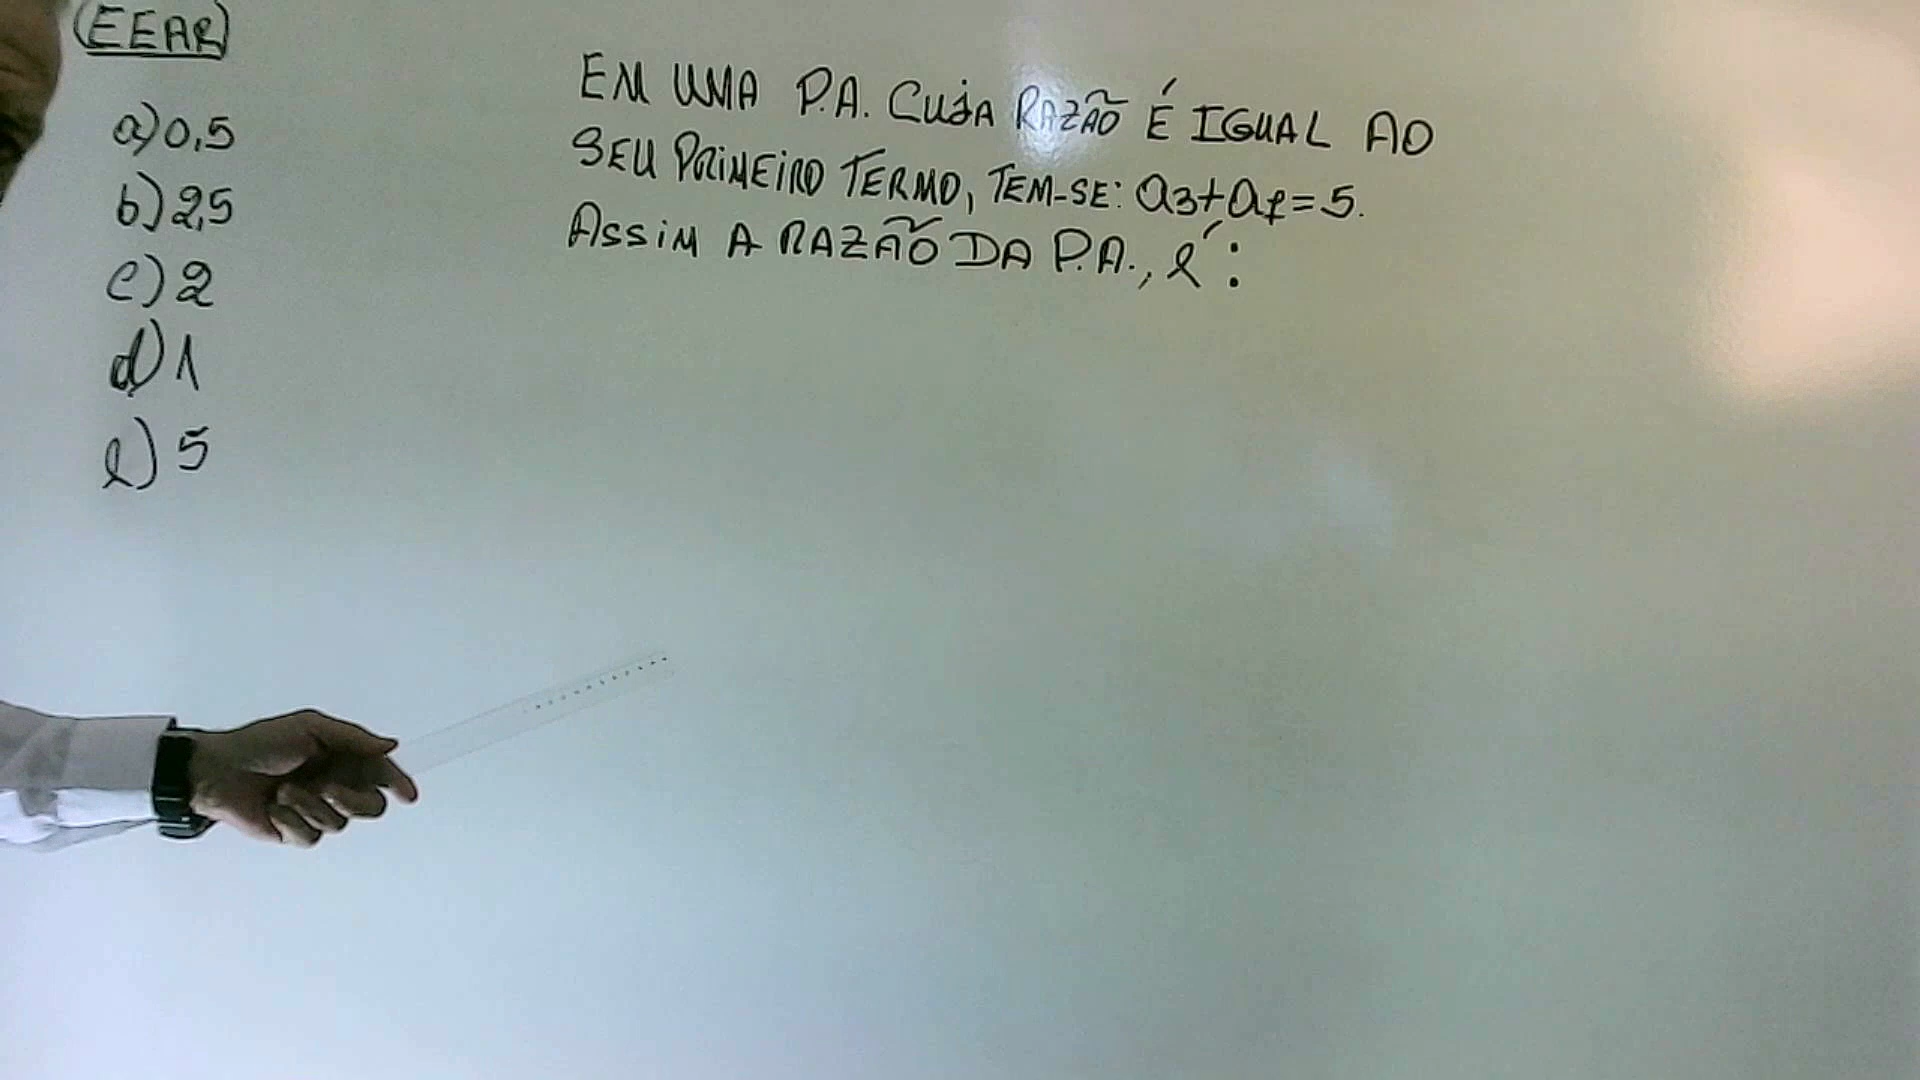 (EEAR)
a) 0,5
b) 2,5
c) 2
d) 1
e) 5
EM UMA P.A. CUJA RAZÃO É IGUAL AO
SEU PRIMEIRO TERMO, TEM-SE: a3+a7=5.
ASSIM A RAZÃO DA P.A., é: